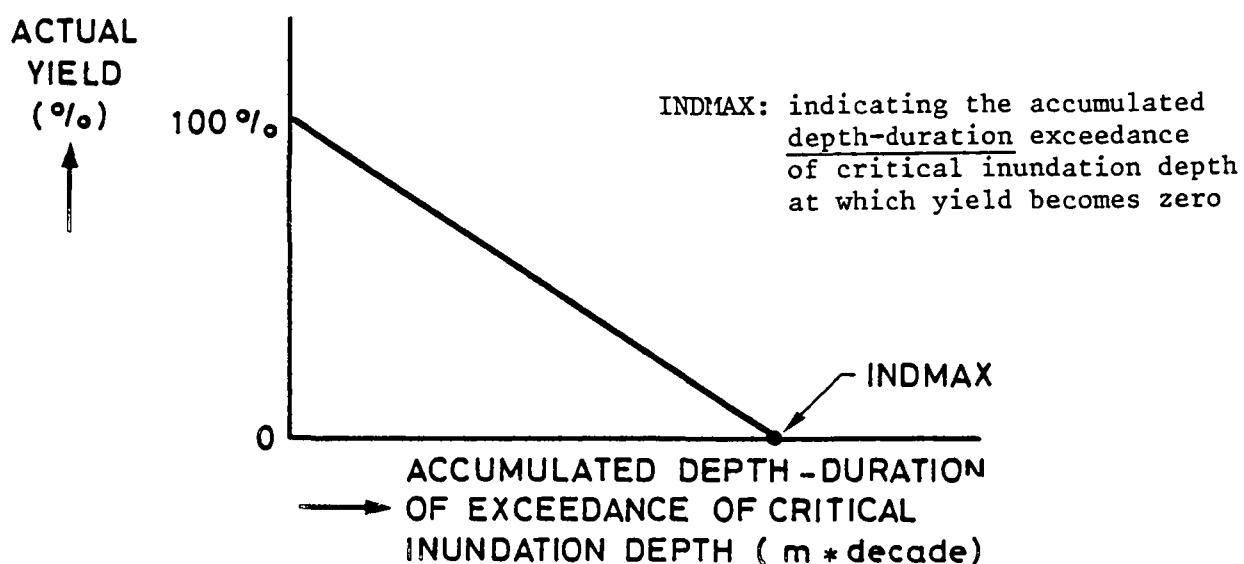 ACTUAL
YIELD
(%)
100 %
INDMAX: indicating the accumulated
depth-duration exceedance
of critical inundation depth
at which yield becomes zero
INDMAX
0
ACCUMULATED DEPTH-DURATION
OF EXCEEDANCE OF CRITICAL
INUNDATION DEPTH ( m * decade)